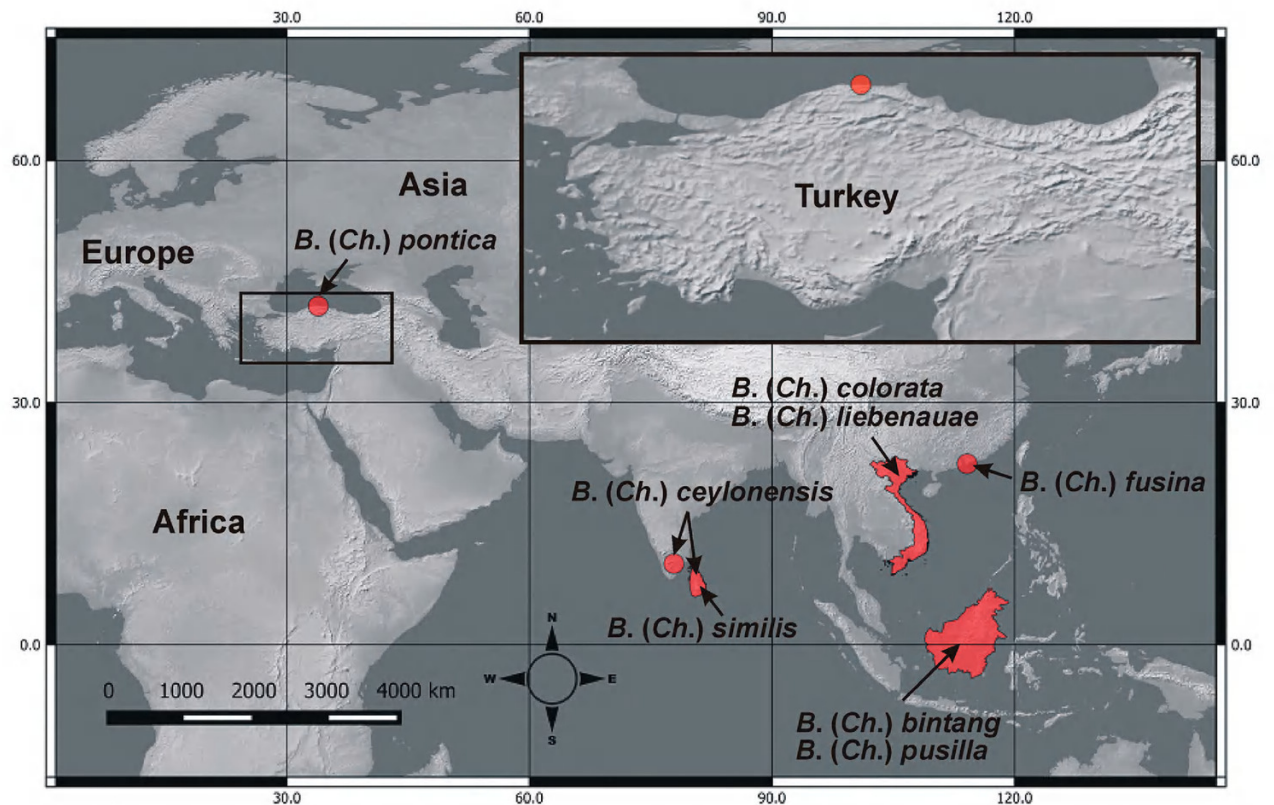 30.0 60.0 90.0 120.0
60.0
60.0
Asia
Turkey
B. (Ch.) pontica
Europe
30.0
30.0
B. (Ch.) colorata
B. (Ch.) liebenauae
B. (Ch.) ceylonensis
B. (Ch.) fusina
Africa
B. (Ch.) similis
N
W
E
S
0.0
0.0
0 1000 2000 3000 4000 km
B. (Ch.) bintang
B. (Ch.) pusilla
30.0 60.0 90.0 120.0